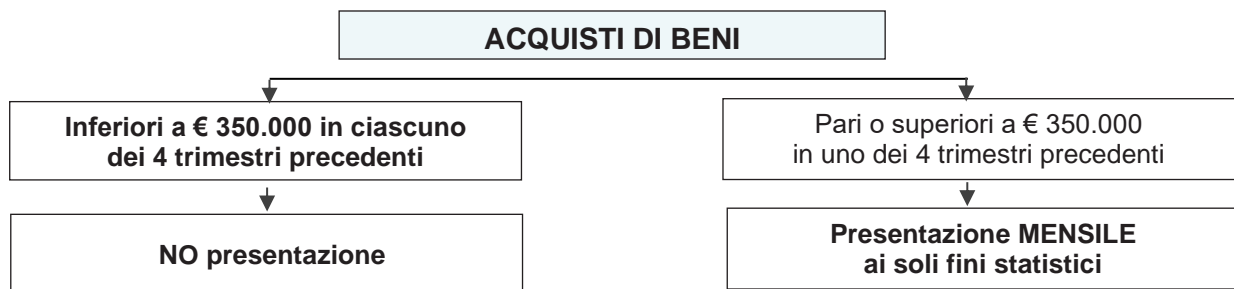 ACQUISTI DI BENI
Inferiori a € 350.000 in ciascuno
dei 4 trimestri precedenti
Pari o superiori a € 350.000
in uno dei 4 trimestri precedenti
NO presentazione
Presentazione MENSILE
ai soli fini statistici